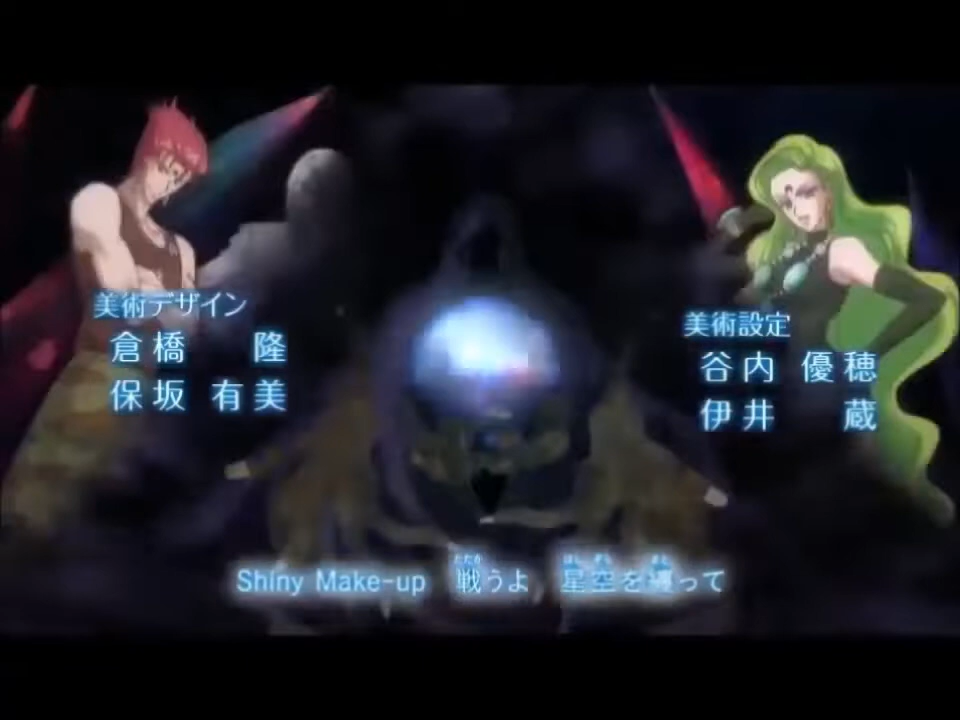 美術デザイン
倉橋 隆
保坂 有美
美術設定
谷内 優穂
伊井 蔵
Shiny Make-up 戦うよ 星空を纏って